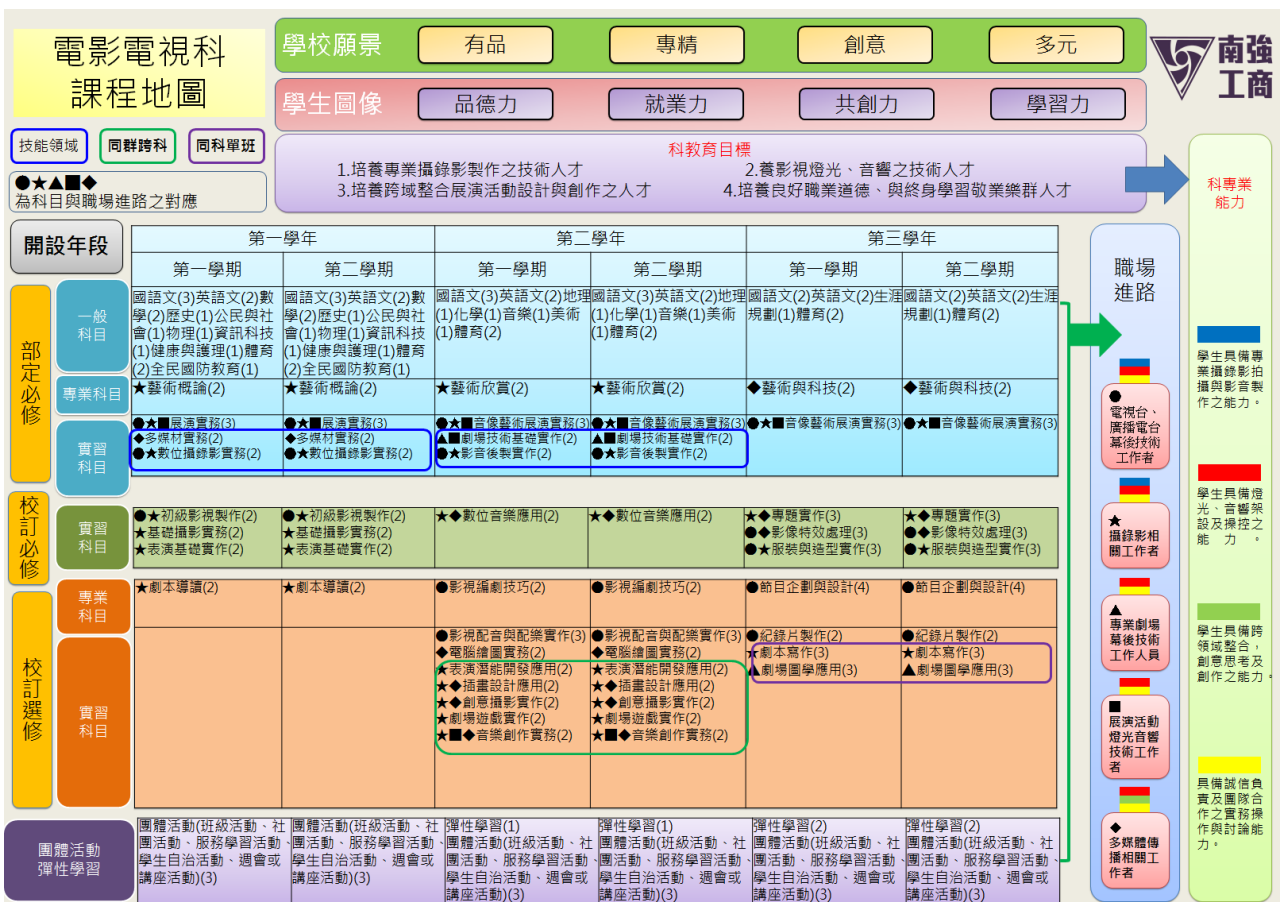 電影電視科
課程地圖
學校願景
有品
專精
創意
多元
南強
工商
學生圖像
品德力
就業力
共創力
學習力
技能領域
同群跨科
同科單班
●★▲■◆
為科目與職場進路之對應
科教育目標
1.培養專業攝錄影製作之技術人才
2.養影視燈光、音響之技術人才
3.培養跨域整合展演活動設計與創作之人才
4.培養良好職業道德、與終身學習敬業樂群人才
開設年段
第一學年
第二學年
第三學年
第一學期
第二學期
第一學期
第二學期
第一學期
第二學期
部定必修
一般
科目
國語文(3)英語文(2)數
學(2)歷史(1)公民與社
會(1)物理(1)資訊科技
(1)健康與護理(1)體育
(2)全民國防教育(1)
國語文(3)英語文(2)數
學(2)歷史(1)公民與社
會(1)物理(1)資訊科技
(1)健康與護理(1)體育
(2)全民國防教育(1)
國語文(3)英語文(2)地理
(1)化學(1)音樂(1)美術
(1)體育(2)
國語文(3)英語文(2)地理
(1)化學(1)音樂(1)美術
(1)體育(2)
國語文(2)英語文(2)生涯
規劃(1)體育(2)
國語文(2)英語文(2)生涯
規劃(1)體育(2)
專業科目
★藝術概論(2)
★藝術概論(2)
★藝術欣賞(2)
★藝術欣賞(2)
◆藝術與科技(2)
◆藝術與科技(2)
實習
科目
●★■展演實務(3)
◆多媒材實務(2)
●★數位攝錄影實務(2)
●★■展演實務(3)
◆多媒材實務(2)
●★數位攝錄影實務(2)
●★■音像藝術展演實務(3)
▲■劇場技術基礎實作(2)
●★影音後製實作(2)
●★■音像藝術展演實務(3)
▲■劇場技術基礎實作(2)
●★影音後製實作(2)
●★■音像藝術展演實務(3)
●★■音像藝術展演實務(3)
校訂必修
實習
科目
●★初級影視製作(2)
★基礎攝影實務(2)
★表演基礎實作(2)
●★初級影視製作(2)
★基礎攝影實務(2)
★表演基礎實作(2)
★◆數位音樂應用(2)
★◆數位音樂應用(2)
★◆專題實作(3)
●◆影像特效處理(3)
●★服裝與造型實作(3)
★◆專題實作(3)
●◆影像特效處理(3)
●★服裝與造型實作(3)
校訂選修
專業
科目
★劇本導讀(2)
★劇本導讀(2)
●影視編劇技巧(2)
●影視編劇技巧(2)
●節目企劃與設計(4)
●節目企劃與設計(4)
實習
科目
●影視配音與配樂實作(3)
◆電腦繪圖實務(2)
★表演潛能開發應用(2)
★◆插畫設計應用(2)
★◆創意攝影實作(2)
★劇場遊戲實作(2)
★■◆音樂創作實務(2)
●影視配音與配樂實作(3)
◆電腦繪圖實務(2)
★表演潛能開發應用(2)
★◆插畫設計應用(2)
★◆創意攝影實作(2)
★劇場遊戲實作(2)
★■◆音樂創作實務(2)
●紀錄片製作(2)
★劇本寫作(3)
▲劇場圖學應用(3)
●紀錄片製作(2)
★劇本寫作(3)
▲劇場圖學應用(3)
團體活動
彈性學習
團體活動(班級活動、社
團活動、服務學習活動、
學生自治活動、週會或
講座活動)(3)
團體活動(班級活動、社
團活動、服務學習活動、
學生自治活動、週會或
講座活動)(3)
彈性學習(1)
團體活動(班級活動、社
團活動、服務學習活動、
學生自治活動、週會或
講座活動)(3)
彈性學習(1)
團體活動(班級活動、社
團活動、服務學習活動、
學生自治活動、週會或
講座活動)(3)
彈性學習(2)
團體活動(班級活動、社
團活動、服務學習活動、
學生自治活動、週會或
講座活動)(3)
彈性學習(2)
團體活動(班級活動、社
團活動、服務學習活動、
學生自治活動、週會或
講座活動)(3)
職場
進路
●
電視台、
廣播電台
幕後技術
工作者
★
攝錄影相
關工作者
▲
專業劇場
幕後技術
工作人員
■
展演活動
燈光音響
技術工作
者
◆
多媒體傳
播相關工
作者
科專業
能力
學生具備專
業攝錄影拍
攝與影音製
作之能力。
學生具備燈
光、音響架
設及操控之
能力。
學生具備跨
領域整合，
創意思考及
創作之能力。
具備誠信負
責及團隊合
作之實務操
作與討論能
力。